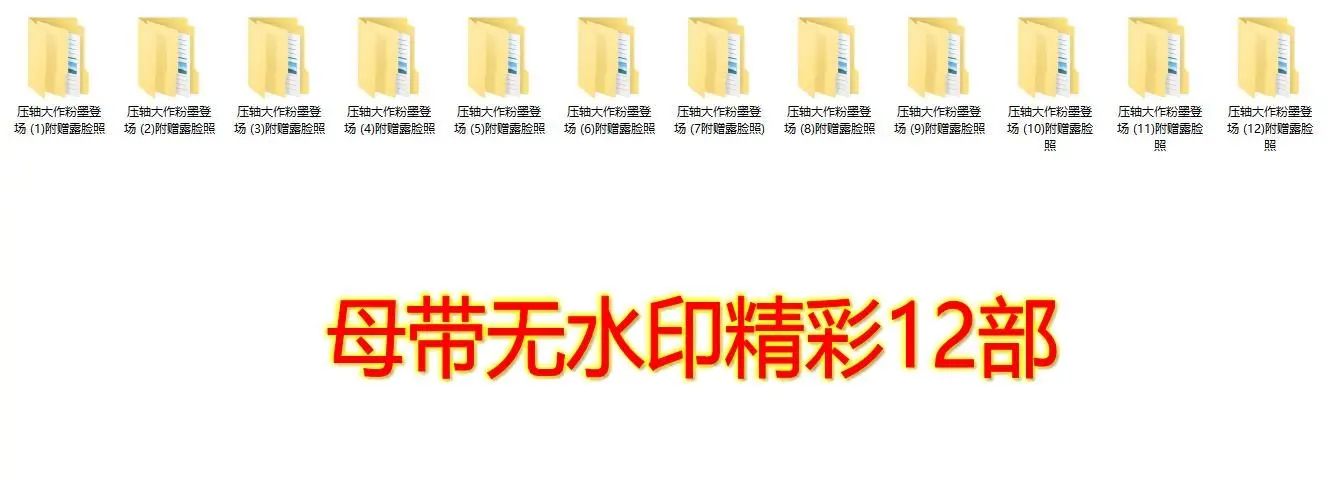 压轴大作粉墨登
场 (1)附赠露脸照
压轴大作粉墨登
场 (2)附赠露脸照
压轴大作粉墨登
场 (3)附赠露脸照
压轴大作粉墨登
场 (4)附赠露脸照
压轴大作粉墨登
场 (5)附赠露脸照
压轴大作粉墨登
场 (6)附赠露脸照
压轴大作粉墨登
场 (7附赠露脸照)
压轴大作粉墨登
场 (8)附赠露脸照
压轴大作粉墨登
场 (9)附赠露脸照
压轴大作粉墨登
场 (10)附赠露脸
照
压轴大作粉墨登
场 (11)附赠露脸
照
压轴大作粉墨登
场 (12)附赠露脸
照
母带无水印精彩12部